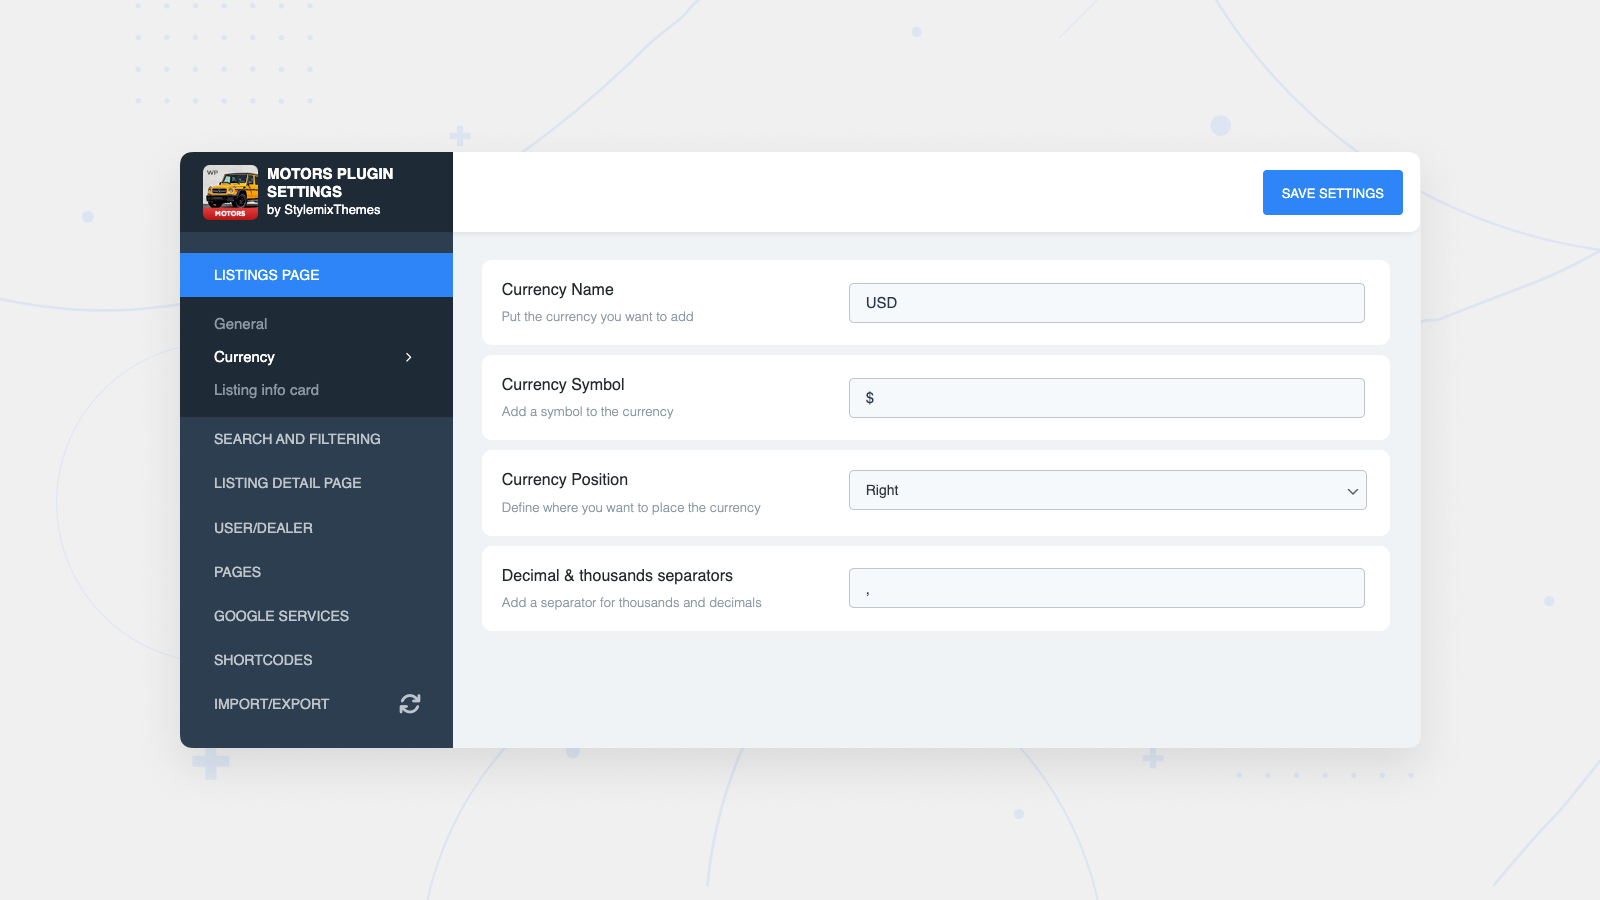 WP
MOTORS
MOTORS PLUGIN
SETTINGS
by StylemixThemes
SAVE SETTINGS
LISTINGS PAGE
General
Currency
Listing info card
SEARCH AND FILTERING
LISTING DETAIL PAGE
USER/DEALER
PAGES
GOOGLE SERVICES
SHORTCODES
IMPORT/EXPORT
Currency Name
Put the currency you want to add
USD
Currency Symbol
Add a symbol to the currency
$
Currency Position
Define where you want to place the currency
Right
Decimal & thousands separators
Add a separator for thousands and decimals
,